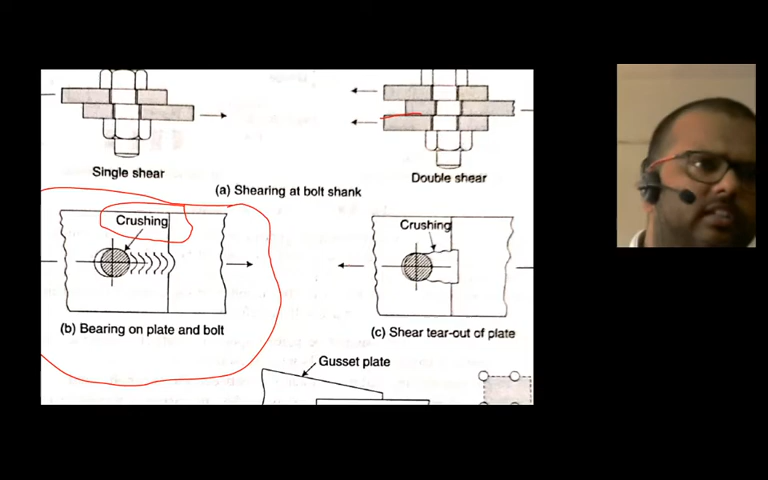 Single shear
Double shear
(a) Shearing at bolt shank
Crushing
Crushing
(b) Bearing on plate and bolt
(c) Shear tear-out of plate
Gusset plate